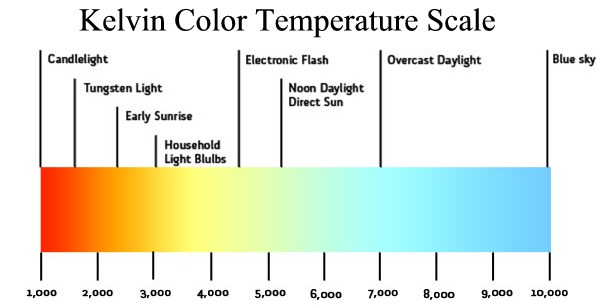 Kelvin Color Temperature Scale
Candlelight
Electronic Flash
Overcast Daylight
Blue sky
Tungsten Light
Noon Daylight
Direct Sun
Early Sunrise
Household
Light Blulbs
1,000 2,000 3,000 4,000 5,000 6,000 7,000 8,000 9,000 10,000